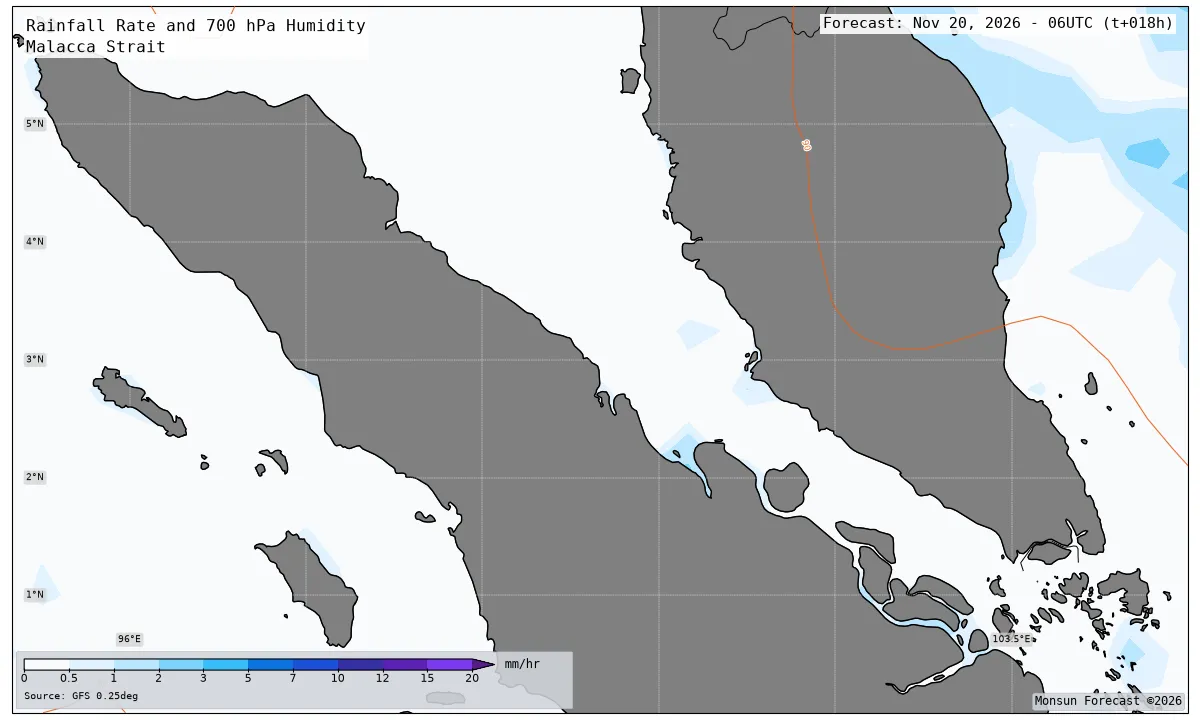 Rainfall Rate and 700 hPa Humidity
Malacca Strait
Forecast: Nov 20, 2026 - 06UTC (t+018h)
90
5°N
4°N
3°N
2°N
1°N
96°E
103.5°E
mm/hr
0 0.5 1 2 3 5 7 10 12 15 20
Source: GFS 0.25deg
Monsun Forecast ©2026